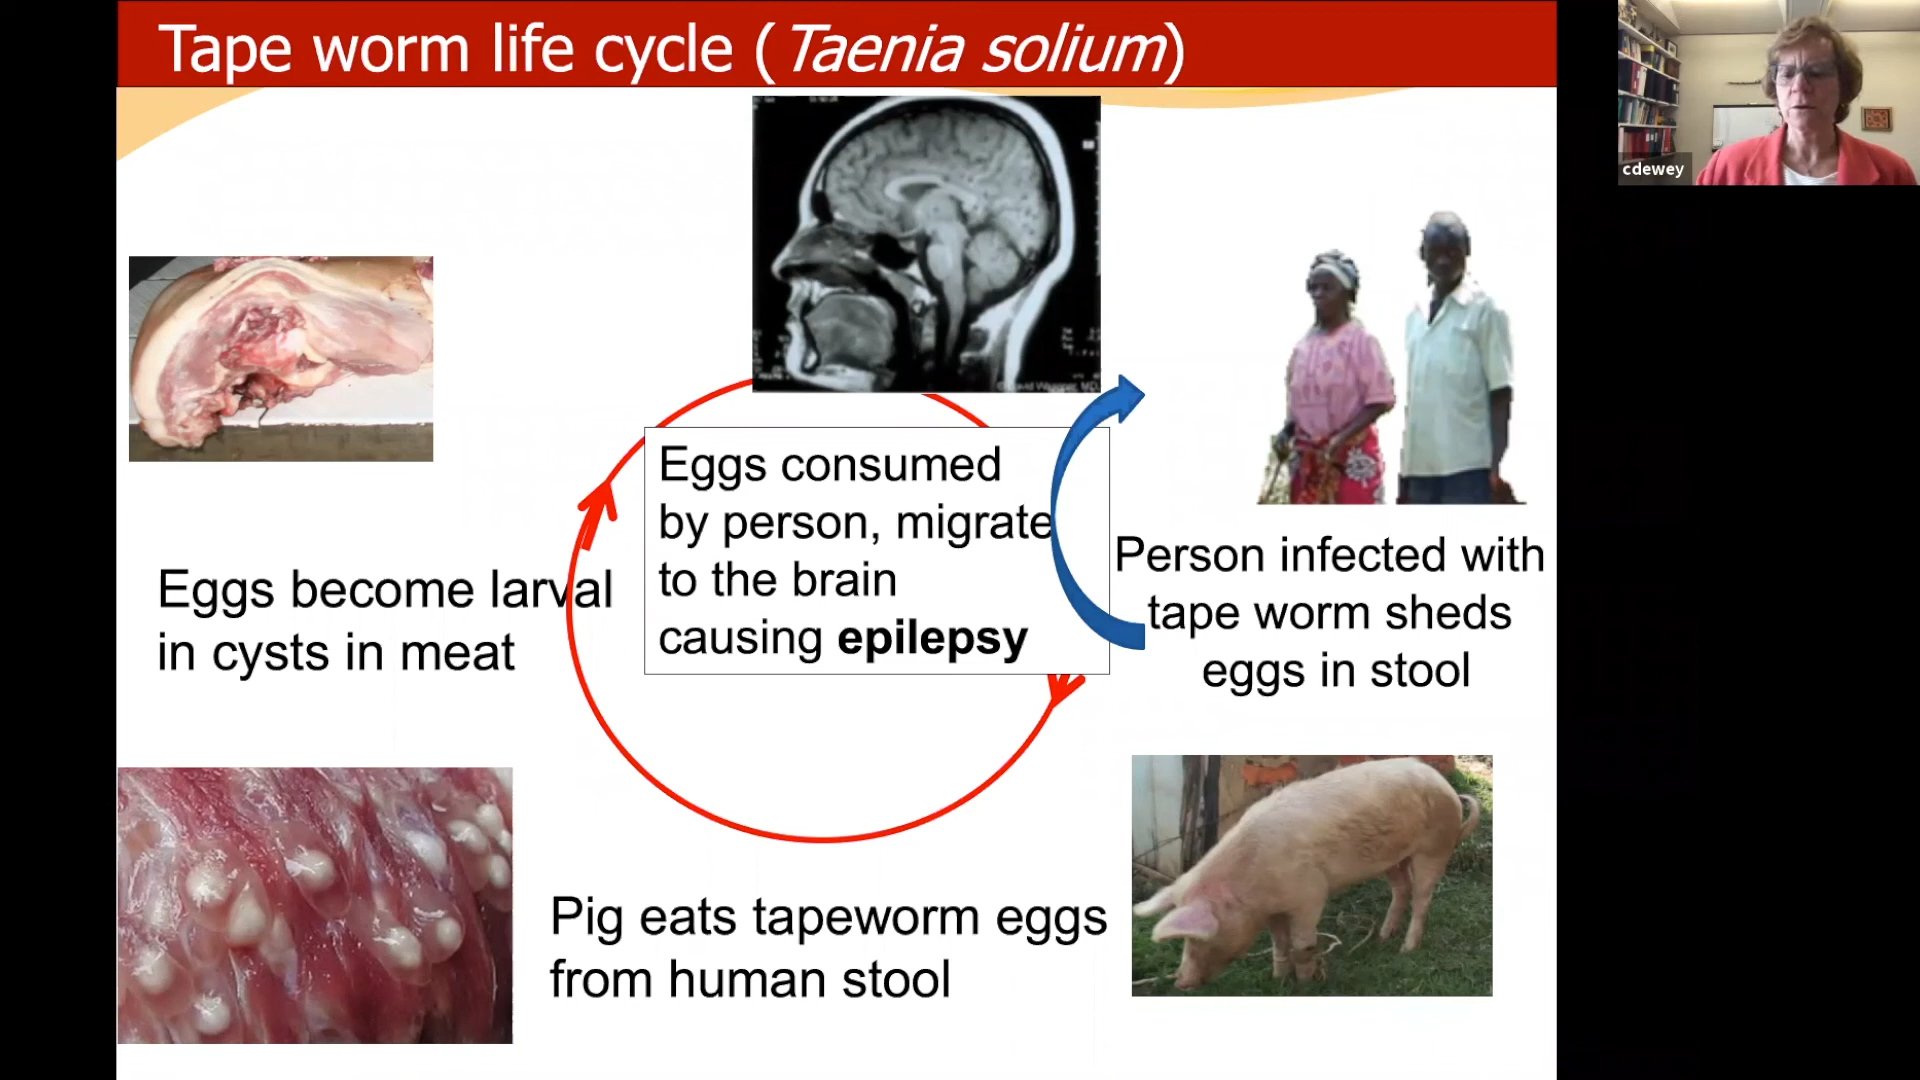 Tape worm life cycle (Taenia solium)
cdewey
Eggs consumed
by person, migrate
to the brain
causing epilepsy
Person infected with
tape worm sheds
eggs in stool
Eggs become larval
in cysts in meat
Pig eats tapeworm eggs
from human stool